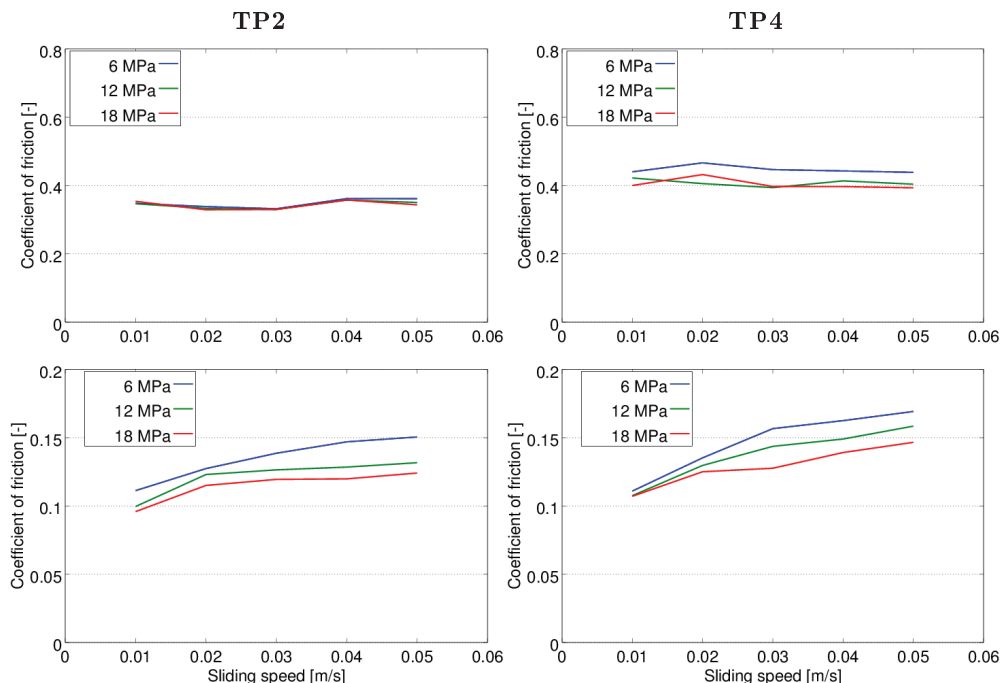 TP2
TP4
0.8
6 MPa
12 MPa
18 MPa
0.6
0.4
0.2
0
Coefficient of friction [-]
0 0.01 0.02 0.03 0.04 0.05 0.06
0.8
6 MPa
12 MPa
18 MPa
0.6
0.4
0.2
0
Coefficient of friction [-]
0 0.01 0.02 0.03 0.04 0.05 0.06
0.2
6 MPa
12 MPa
18 MPa
0.15
0.1
0.05
0
Coefficient of friction [-]
0 0.01 0.02 0.03 0.04 0.05 0.06
Sliding speed [m/s]
0.2
6 MPa
12 MPa
18 MPa
0.15
0.1
0.05
0
Coefficient of friction [-]
0 0.01 0.02 0.03 0.04 0.05 0.06
Sliding speed [m/s]